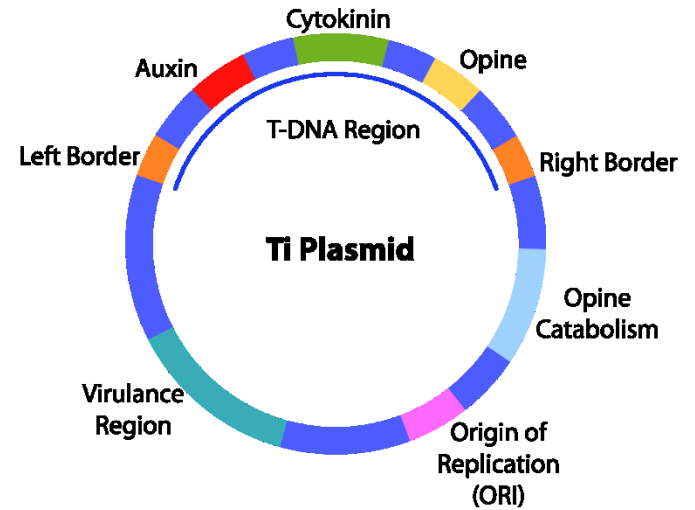 Cytokinin
Auxin
Opine
T-DNA Region
Left Border
Right Border
Ti Plasmid
Opine
Catabolism
Virulance
Region
Origin of
Replication
(ORI)